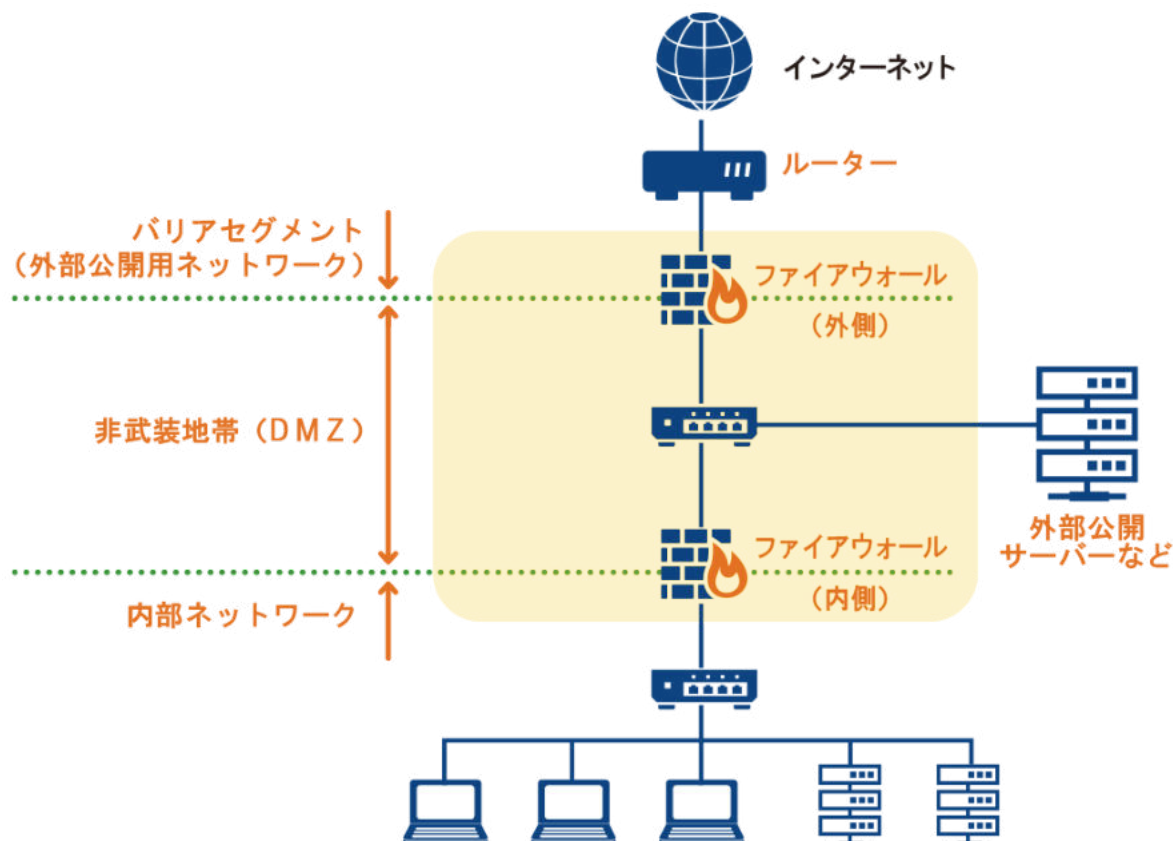 インターネット
ルーター
バリアセグメント
（外部公開用ネットワーク）
ファイアウォール
（外側）
非武装地帯（ＤＭＺ）
外部公開
サーバーなど
ファイアウォール
（内側）
内部ネットワーク